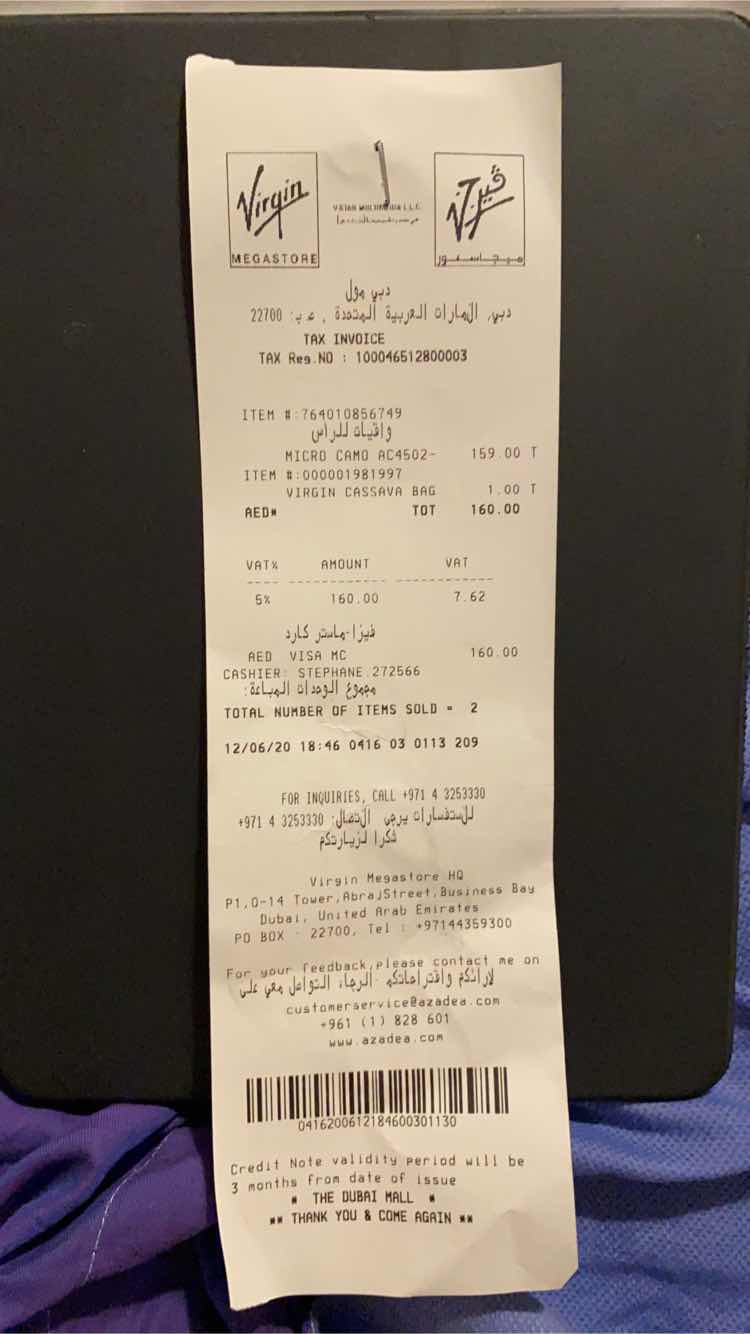 Virgin
MEGASTORE
L.L.C.
ڤيرجن
ميجاستور
دبي مول
دبي, الامارات العربية المتحدة , ص.ب: 22700
TAX INVOICE
TAX Reg.NO : 100046512800003
ITEM #:764010856749
واقيات للراس
MICRO CAMO AC4502- 159.00 T
ITEM #:000001981997
VIRGIN CASSAVA BAG 1.00 T
AED* TOT 160.00
VAT% AMOUNT VAT
---- ------------- -------------
5% 160.00 7.62
فيزا-ماستر كارد
AED VISA MC 160.00
CASHIER: STEPHANE.272566
مجموع الوحدات المباعة:
TOTAL NUMBER OF ITEMS SOLD = 2
12/06/20 18:46 0416 03 0113 209
FOR INQUIRIES, CALL +971 4 3253330
للاستفسارات يرجى الاتصال: 3253330 4 971+
شكرا لزيارتكم
Virgin Megastore HQ
P1,O-14 Tower,AbrajStreet,Business Bay
Dubai, United Arab Emirates
PO BOX - 22700, Tel : +97144359300
For your feedback,please contact me on
لارائكم واقتراحاتكم الرجاء التواصل معي على
customerservice@azadea.com
+961 (1) 828 601
www.azadea.com
0416200612184600301130
Credit Note validity period will be
3 months from date of issue
* THE DUBAI MALL *
** THANK YOU & COME AGAIN **